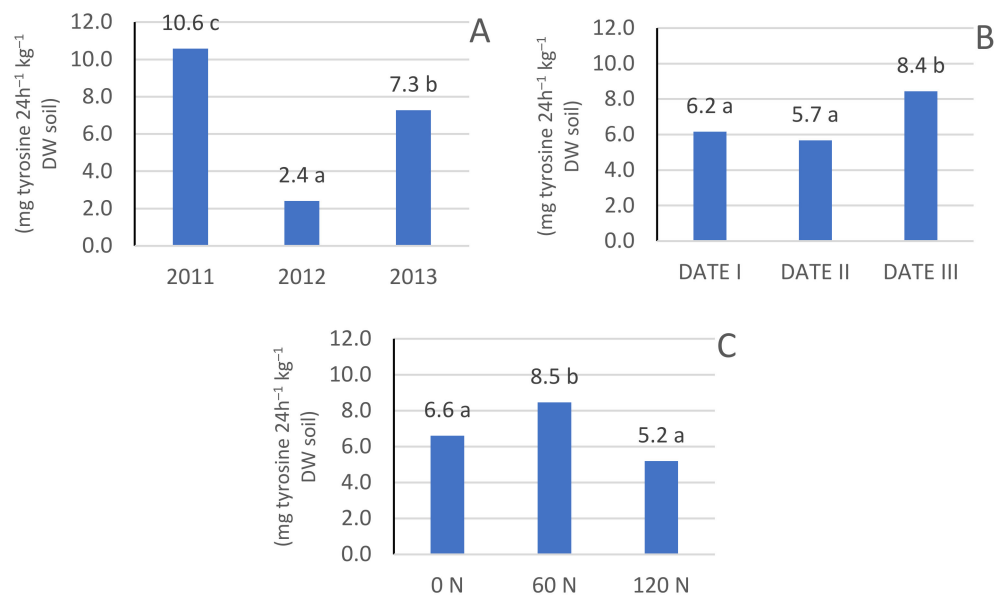 A
(mg tyrosine 24h⁻¹ kg⁻¹
DW soil)
12.0
10.0
8.0
6.0
4.0
2.0
0.0
10.6 c
2.4 a
7.3 b
2011
2012
2013
B
(mg tyrosine 24h⁻¹ kg⁻¹
DW soil)
12.0
10.0
8.0
6.0
4.0
2.0
0.0
6.2 a
5.7 a
8.4 b
DATE I
DATE II
DATE III
C
(mg tyrosine 24h⁻¹ kg⁻¹
DW soil)
12.0
10.0
8.0
6.0
4.0
2.0
0.0
6.6 a
8.5 b
5.2 a
0 N
60 N
120 N